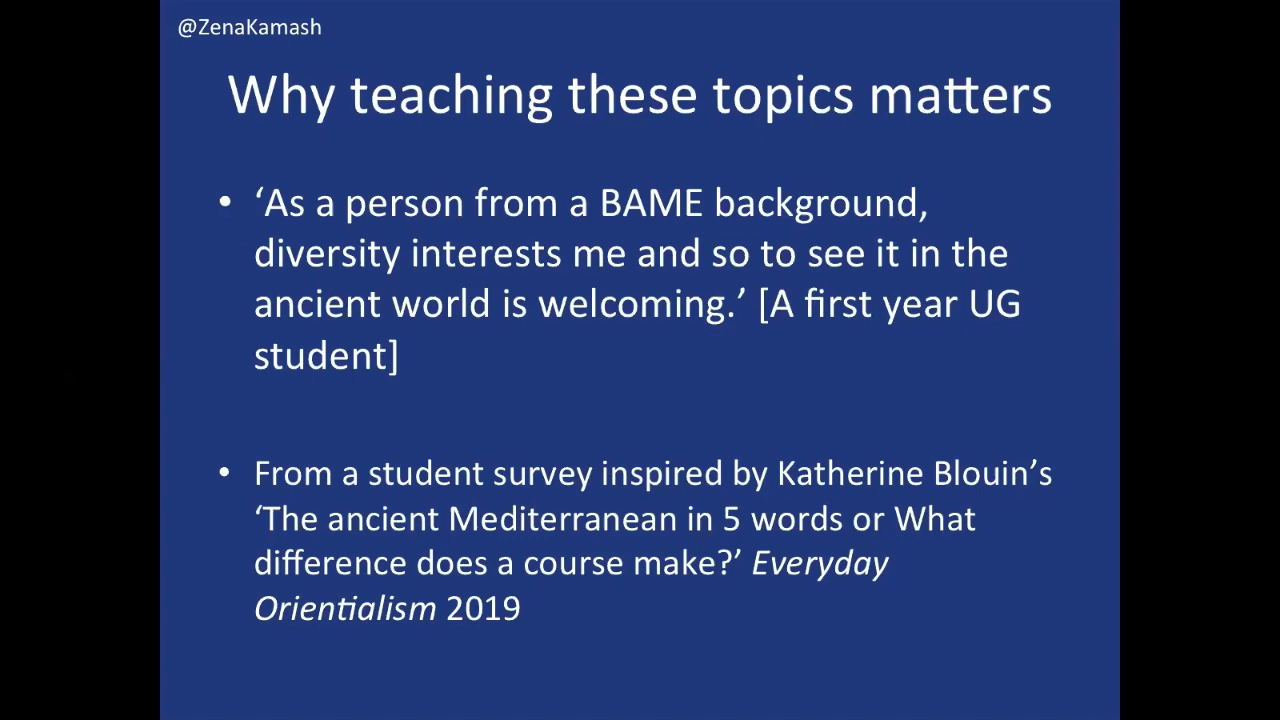 @ZenaKamash
Why teaching these topics matters
• ‘As a person from a BAME background,
diversity interests me and so to see it in the
ancient world is welcoming.’ [A first year UG
student]
• From a student survey inspired by Katherine Blouin’s
‘The ancient Mediterranean in 5 words or What
difference does a course make?’ Everyday
Orientalism 2019